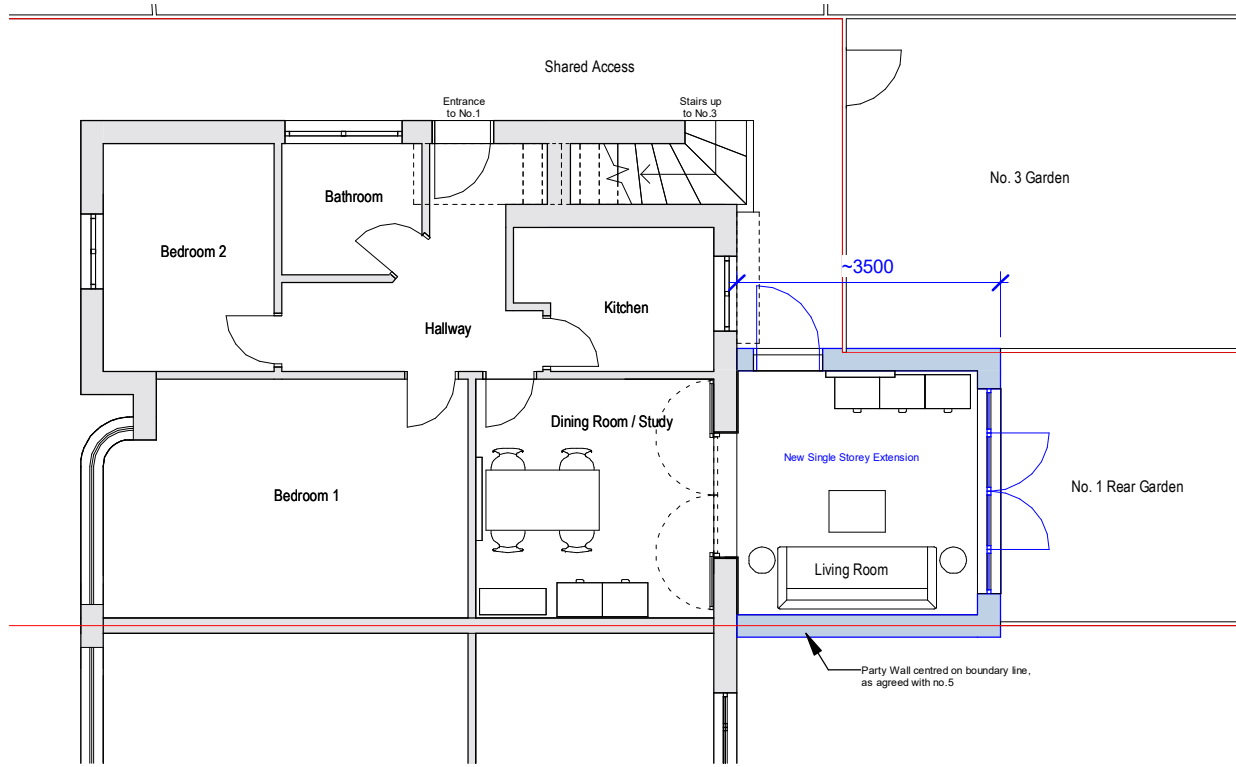 Shared Access
Entrance
to No.1
Stairs up
to No.3
No. 3 Garden
Bathroom
Bedroom 2
~3500
Kitchen
Hallway
Dining Room / Study
New Single Storey Extension
No. 1 Rear Garden
Bedroom 1
Living Room
Party Wall centred on boundary line,
as agreed with no.5